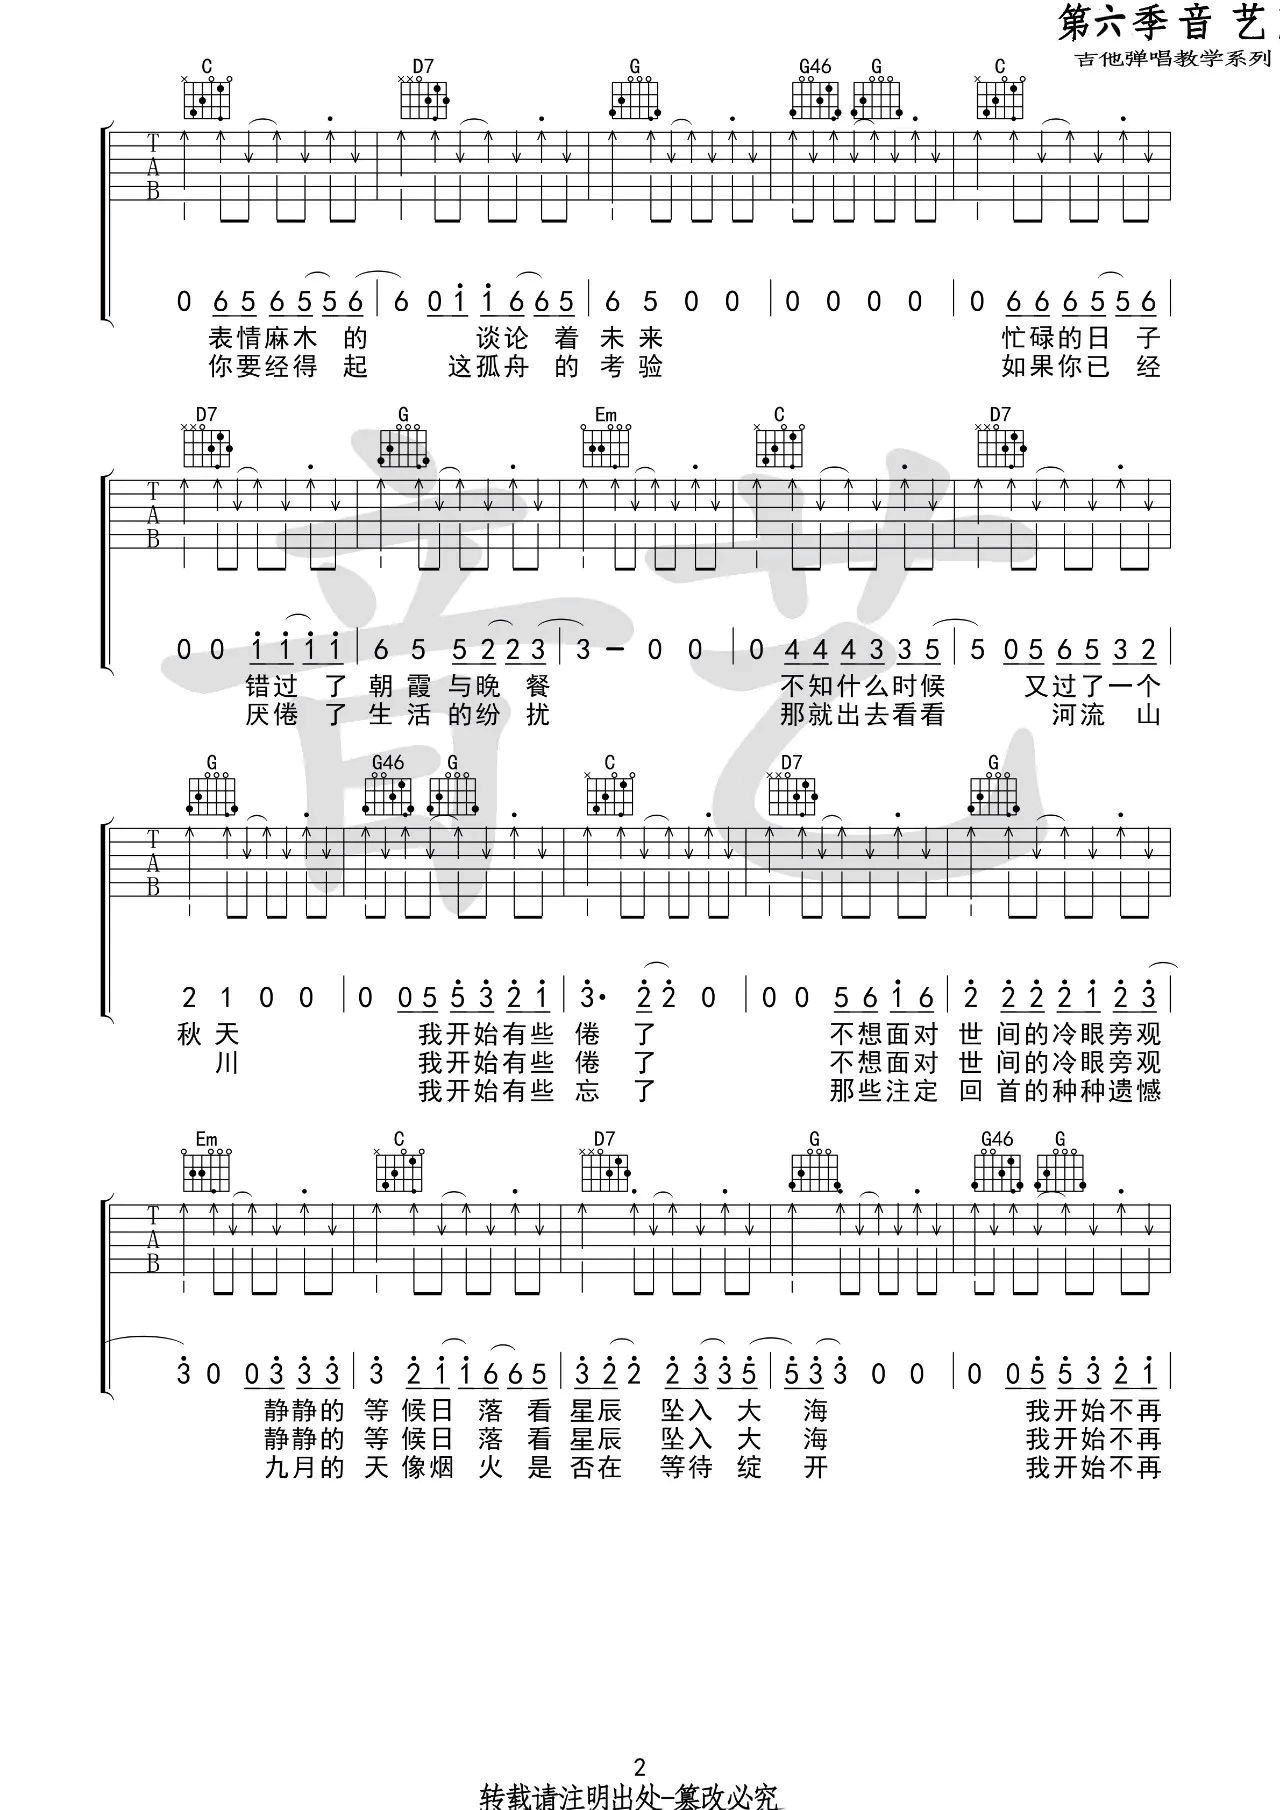 第六季音 艺
吉他弹唱教学系列
C D7 G G46 G C
T
A
B
0 6 5 6 5 5 6 6 0 1 1 6 6 5 6 5 0 0 0 0 0 0 0 6 6 6 5 5 6
表情麻木 的 谈论 着 未 来 忙碌的日 子
你要经得 起 这孤舟 的 考 验 如果你已 经
D7 G Em C D7
T
A
B
0 0 1 1 1 1 6 5 5 2 2 3 3 – 0 0 0 4 4 4 3 3 5 5 0 5 6 5 3 2
错过 了 朝 霞 与晚 餐 不知什么时候 又过了一个
厌倦 了 生 活 的纷 扰 那就出去看看 河流 山
G G46 G C D7 G
T
A
B
2 1 0 0 0 0 5 5 3 2 1 3· 2 2 0 0 0 5 6 1 6 2 2 2 2 1 2 3
秋 天 我开始有些 倦 了 不想面对 世 间的冷眼旁观
川 我开始有些 倦 了 不想面对 世 间的冷眼旁观
我开始有些 忘 了 那些注定 回 首的种种遗憾
Em C D7 G G46 G
T
A
B
3 0 0 3 3 3 3 2 1 1 6 6 5 3 2 2 2 3 3 5 5 3 3 0 0 0 0 5 5 3 2 1
静静的 等 候日 落 看 星辰 坠入 大 海 我开始不再
静静的 等 候日 落 看 星辰 坠入 大 海 我开始不再
九月的 天 像烟 火 是 否在 等待 绽 开 我开始不再
音艺
2
转载请注明出处-篡改必究